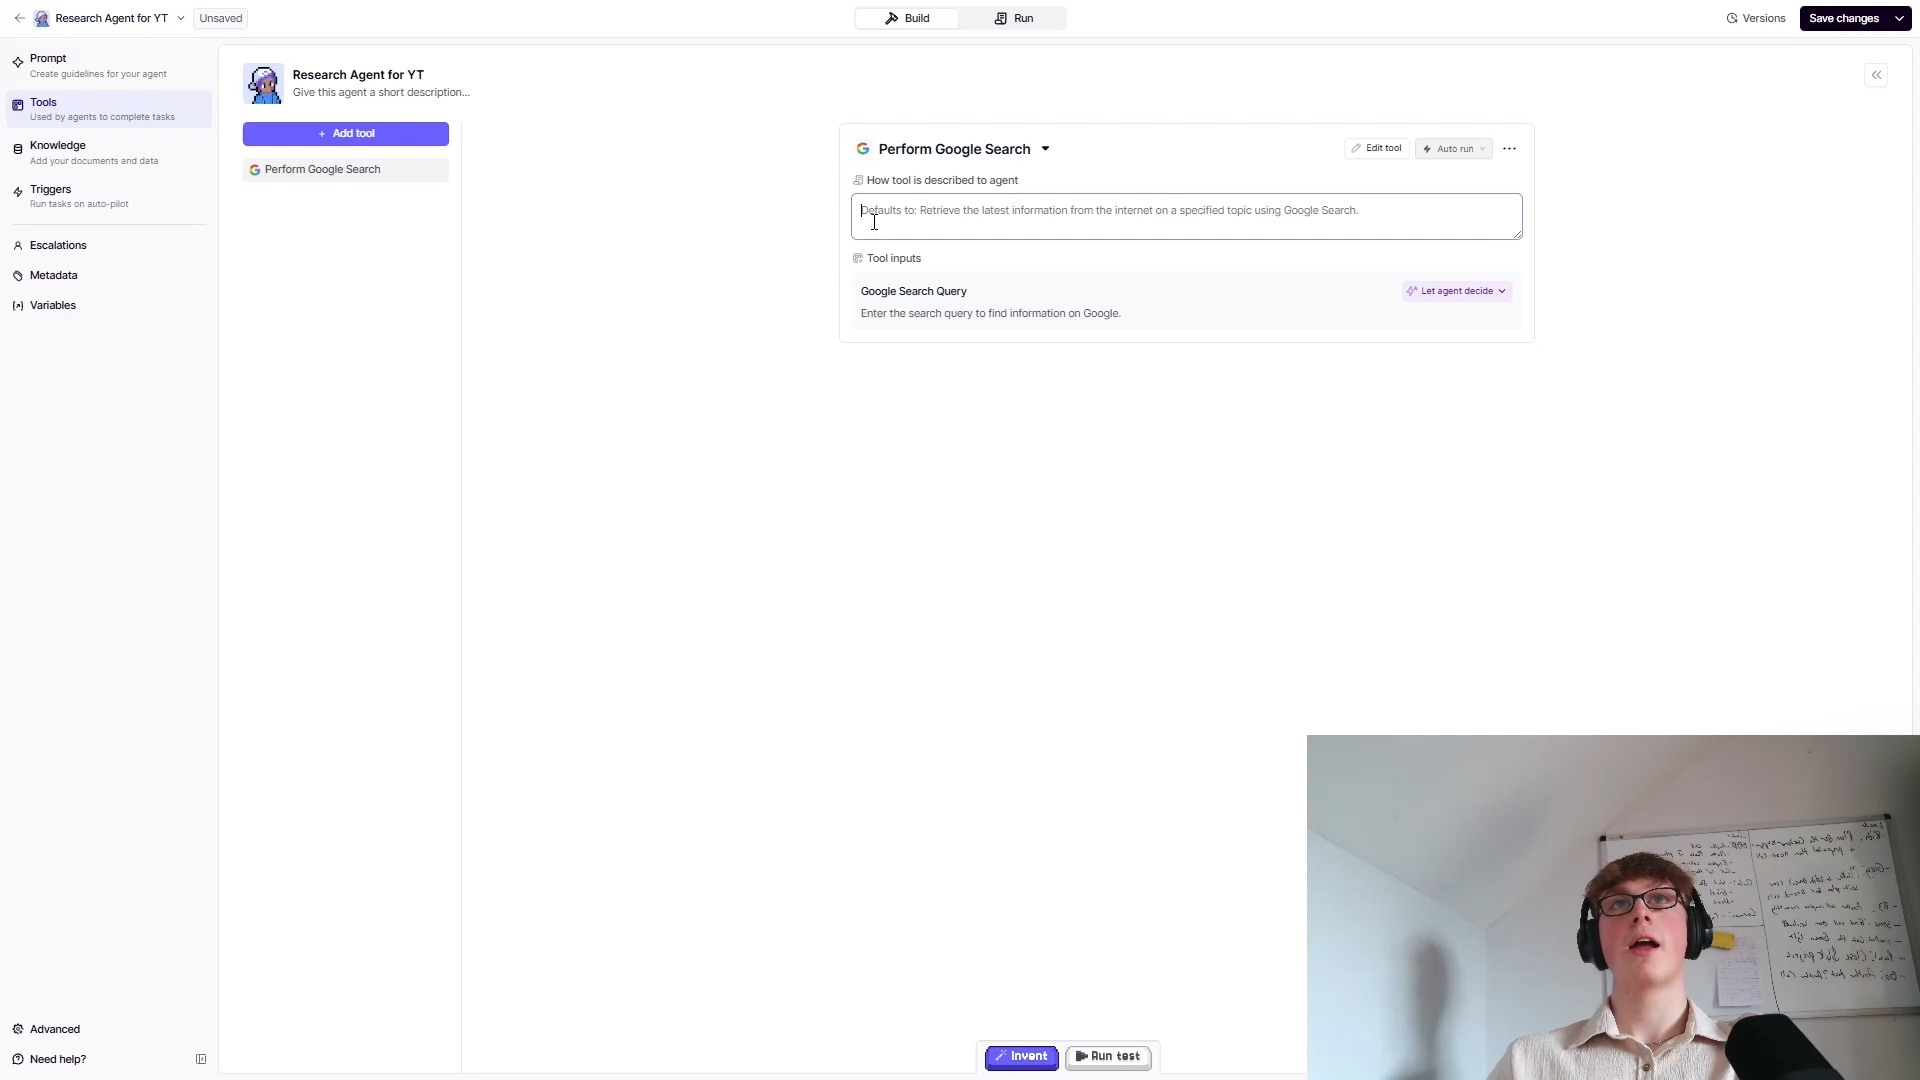 Research Agent for YT
Unsaved
Build
Run
Versions
Save changes
Prompt
Create guidelines for your agent
Tools
Used by agents to complete tasks
Knowledge
Add your documents and data
Triggers
Run tasks on auto-pilot
Escalations
Metadata
Variables
Advanced
Need help?
Research Agent for YT
Give this agent a short description...
+ Add tool
Perform Google Search
Perform Google Search
Edit tool
Auto run
How tool is described to agent
Defaults to: Retrieve the latest information from the internet on a specified topic using Google Search.
Tool inputs
Google Search Query
Let agent decide
Enter the search query to find information on Google.
Invent
Run test